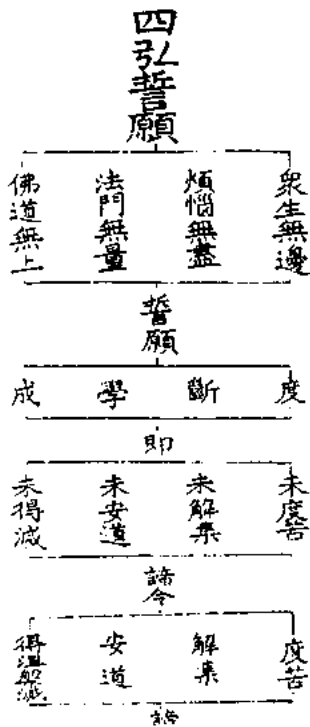 四弘誓願
眾生無邊
煩惱無盡
法門無量
佛道無上
誓願
度
斷
學
成
即
未度苦
未解集
未安道
未得滅
諦令
度苦
解集
安道
得涅槃滅